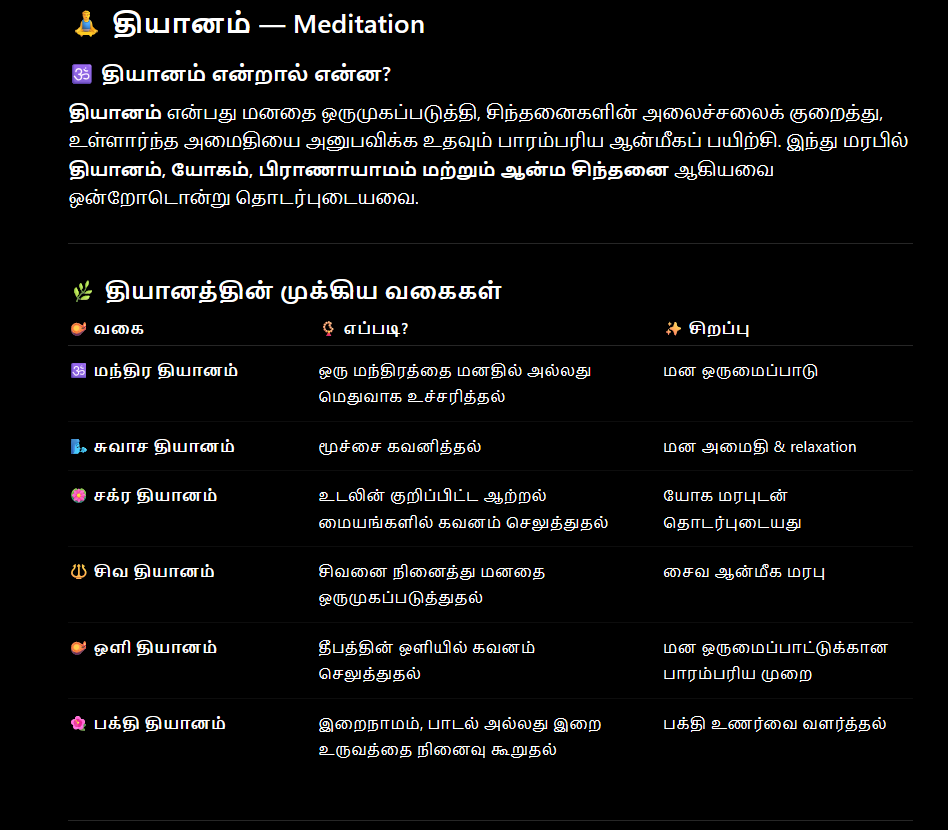 🧘 தியானம் — Meditation
🕉️ தியானம் என்றால் என்ன?
தியானம் என்பது மனதை ஒருமுகப்படுத்தி, சிந்தனைகளின் அலைச்சலைக் குறைத்து,
உள்ளார்ந்த அமைதியை அனுபவிக்க உதவும் பாரம்பரிய ஆன்மீகப் பயிற்சி. இந்து மரபில்
தியானம், யோகம், பிராணாயாமம் மற்றும் ஆன்ம சிந்தனை ஆகியவை
ஒன்றோடொன்று தொடர்புடையவை.
🌿 தியானத்தின் முக்கிய வகைகள்
வகை எப்படி? ✨ சிறப்பு
🕉️ மந்திர தியானம் ஒரு மந்திரத்தை மனதில் அல்லது மன ஒருமைப்பாடு
மெதுவாக உச்சரித்தல்
🌬️ சுவாச தியானம் மூச்சை கவனித்தல் மன அமைதி & relaxation
சக்ர தியானம் உடலின் குறிப்பிட்ட ஆற்றல் யோக மரபுடன்
மையங்களில் கவனம் செலுத்துதல் தொடர்புடையது
🔱 சிவ தியானம் சிவனை நினைத்து மனதை சைவ ஆன்மீக மரபு
ஒருமுகப்படுத்துதல்
ஒளி தியானம் தீபத்தின் ஒளியில் கவனம் மன ஒருமைப்பாட்டுக்கான
செலுத்துதல் பாரம்பரிய முறை
🌺 பக்தி தியானம் இறைநாமம், பாடல் அல்லது இறை பக்தி உணர்வை வளர்த்தல்
உருவத்தை நினைவு கூறுதல்